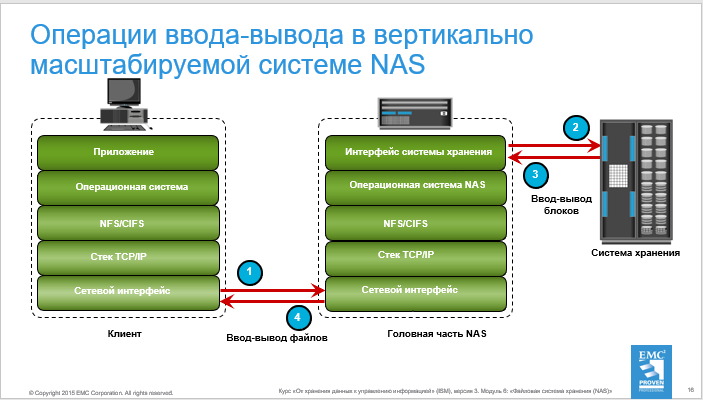 Операции ввода-вывода в вертикально
масштабируемой системе NAS
Приложение
Операционная система
NFS/CIFS
Стек TCP/IP
Сетевой интерфейс
Клиент
1
4
Ввод-вывод файлов
Интерфейс системы хранения
Операционная система NAS
NFS/CIFS
Стек TCP/IP
Сетевой интерфейс
Головная часть NAS
2
3
Ввод-вывод
блоков
Система хранения
EMC²
PROVEN
PROFESSIONAL
© Copyright 2015 EMC Corporation. All rights reserved.
Курс «От хранения данных к управлению информацией» (ISM), версия 3. Модуль 6: «Файловая система хранения (NAS)»
16